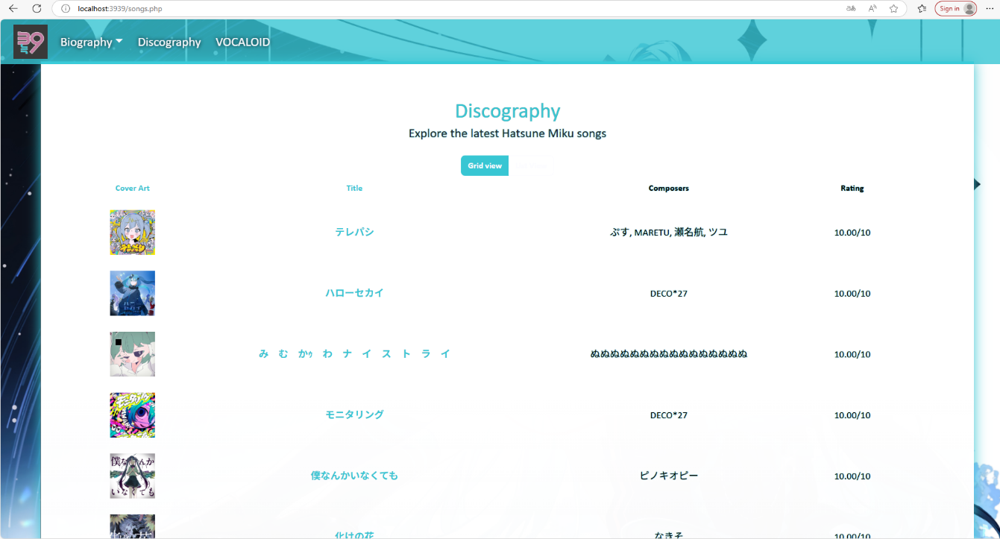 localhost:3939/songs.php
Sign in
39
Biography Discography VOCALOID
Discography
Explore the latest Hatsune Miku songs
Grid view
Cover Art Title Composers Rating
テレパシ ぷす, MARETU, 瀬名航, ツユ 10.00/10
ハローセカイ DECO*27 10.00/10
み む かｩ わ ナ イ ス ト ラ イ ぬぬぬぬぬぬぬぬぬぬぬぬぬぬぬぬ 10.00/10
モニタリング DECO*27 10.00/10
僕なんかいなくても ピノキオピー 10.00/10
化けの花 なきそ 10.00/10